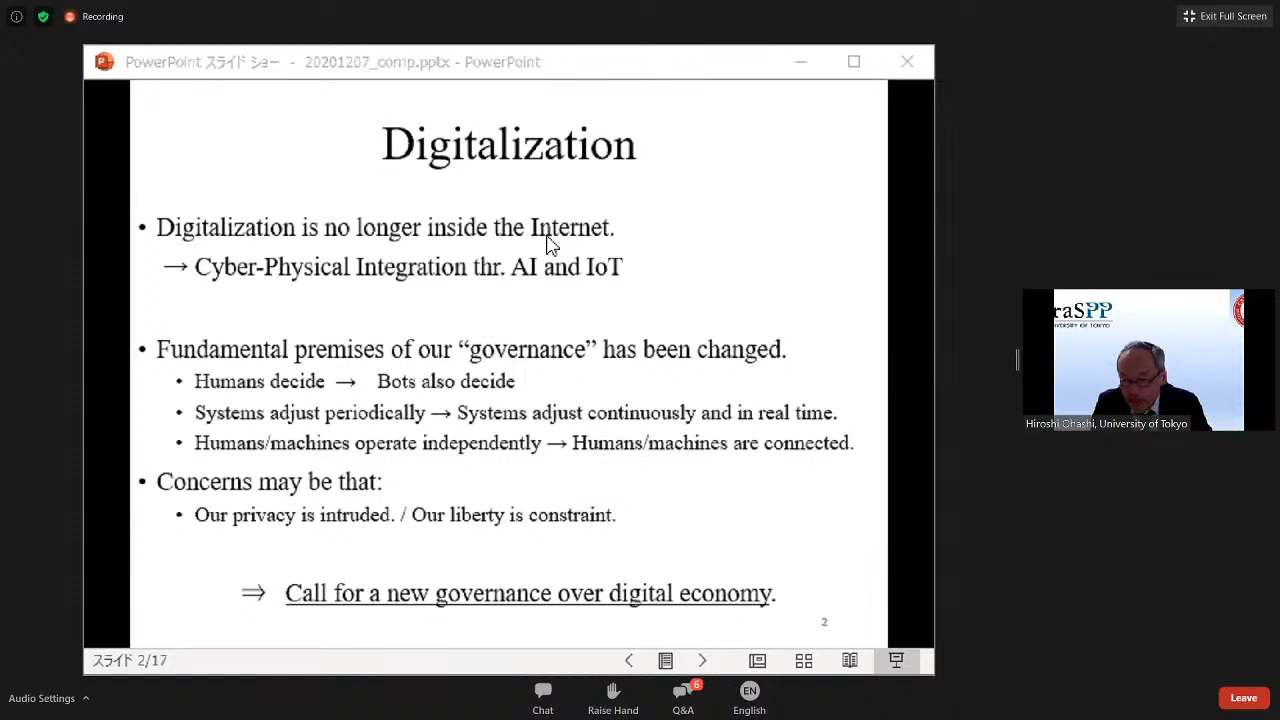 Recording
Exit Full Screen
PowerPoint スライド ショー - 20201207_comp.pptx - PowerPoint
Digitalization
• Digitalization is no longer inside the Internet.
→ Cyber-Physical Integration thr. AI and IoT
• Fundamental premises of our “governance” has been changed.
• Humans decide → Bots also decide
• Systems adjust periodically → Systems adjust continuously and in real time.
• Humans/machines operate independently → Humans/machines are connected.
• Concerns may be that:
• Our privacy is intruded. / Our liberty is constraint.
⇒ Call for a new governance over digital economy.
2
スライド 2/17
raSPP
IVERSITY OF TOKYO
Hiroshi Ohashi, University of Tokyo
Audio Settings
Chat
Raise Hand
6
Q&A
EN
English
Leave